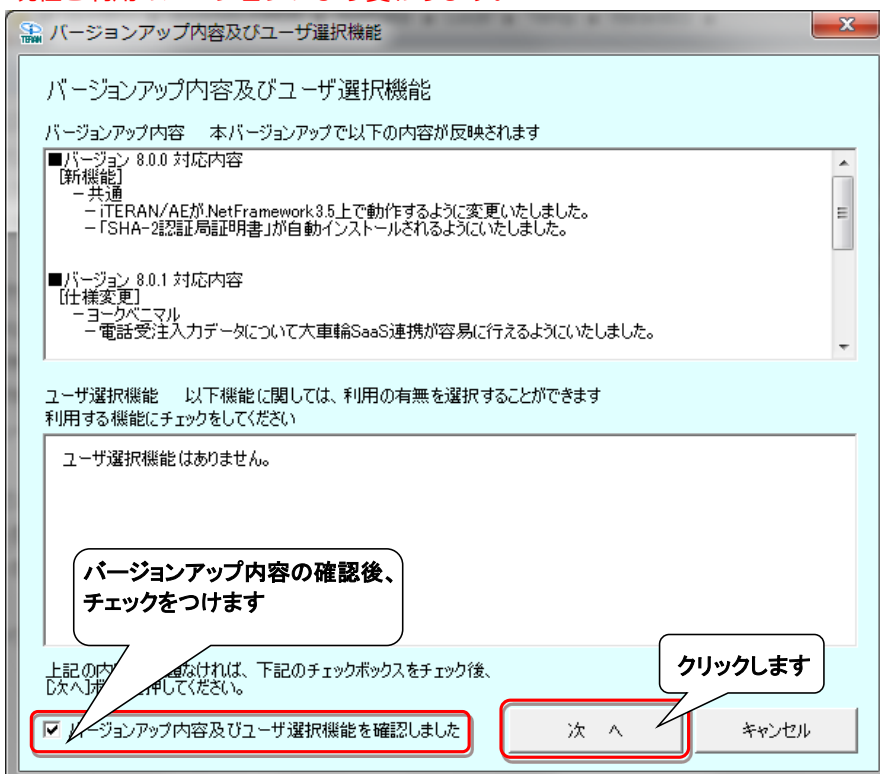 バージョンアップ内容及びユーザ選択機能
バージョンアップ内容及びユーザ選択機能
バージョンアップ内容 本バージョンアップで以下の内容が反映されます
■バージョン 8.0.0 対応内容
[新機能]
－共通
－iTERAN/AEが.NetFramework3.5上で動作するように変更いたしました。
－「SHA-2認証局証明書」が自動インストールされるようにいたしました。
■バージョン 8.0.1 対応内容
[仕様変更]
－ヨークベニマル
－電話受注入力データについて大車輪SaaS連携が容易に行えるようにいたしました。
ユーザ選択機能 以下機能に関しては、利用の有無を選択することができます
利用する機能にチェックをしてください
ユーザ選択機能はありません。
バージョンアップ内容の確認後、
チェックをつけます
クリックします
上記の内 なければ、下記のチェックボックスをチェック後、
[次へ]ボ 押してください。
バージョンアップ内容及びユーザ選択機能を確認しました
次 へ
キャンセル